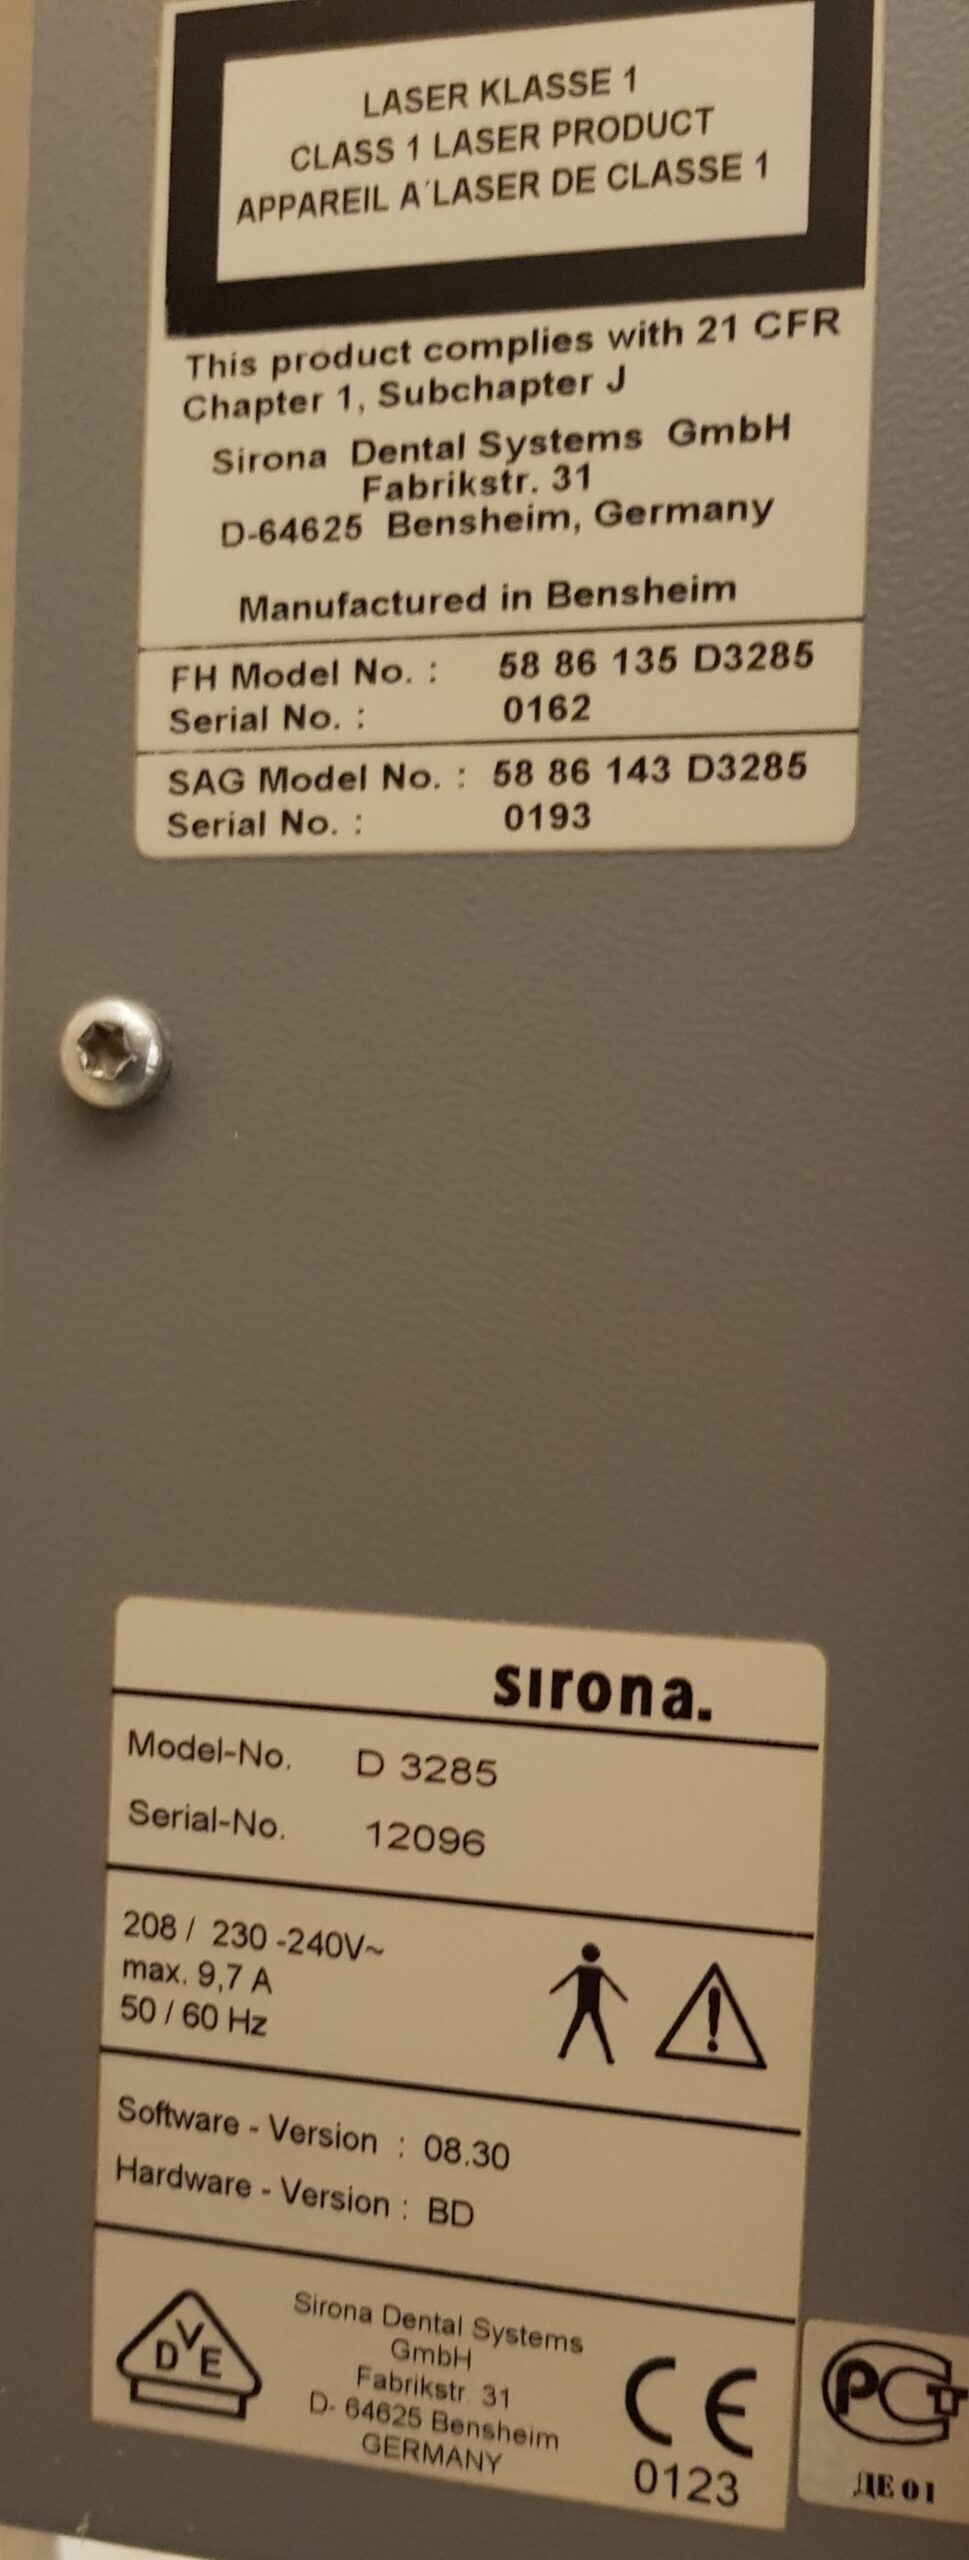 LASER KLASSE 1
CLASS 1 LASER PRODUCT
APPAREIL A´LASER DE CLASSE 1
This product complies with 21 CFR
Chapter 1, Subchapter J
Sirona Dental Systems GmbH
Fabrikstr. 31
D-64625 Bensheim, Germany
Manufactured in Bensheim
FH Model No. : 58 86 135 D3285
Serial No. : 0162
SAG Model No. : 58 86 143 D3285
Serial No. : 0193
sirona.
Model-No. D 3285
Serial-No. 12096
208 / 230 -240V~
max. 9,7 A
50 / 60 Hz
Software - Version : 08.30
Hardware - Version : BD
DVE
Sirona Dental Systems
GmbH
Fabrikstr. 31
D- 64625 Bensheim
GERMANY
CE
0123
РСТ
ДЕ 01